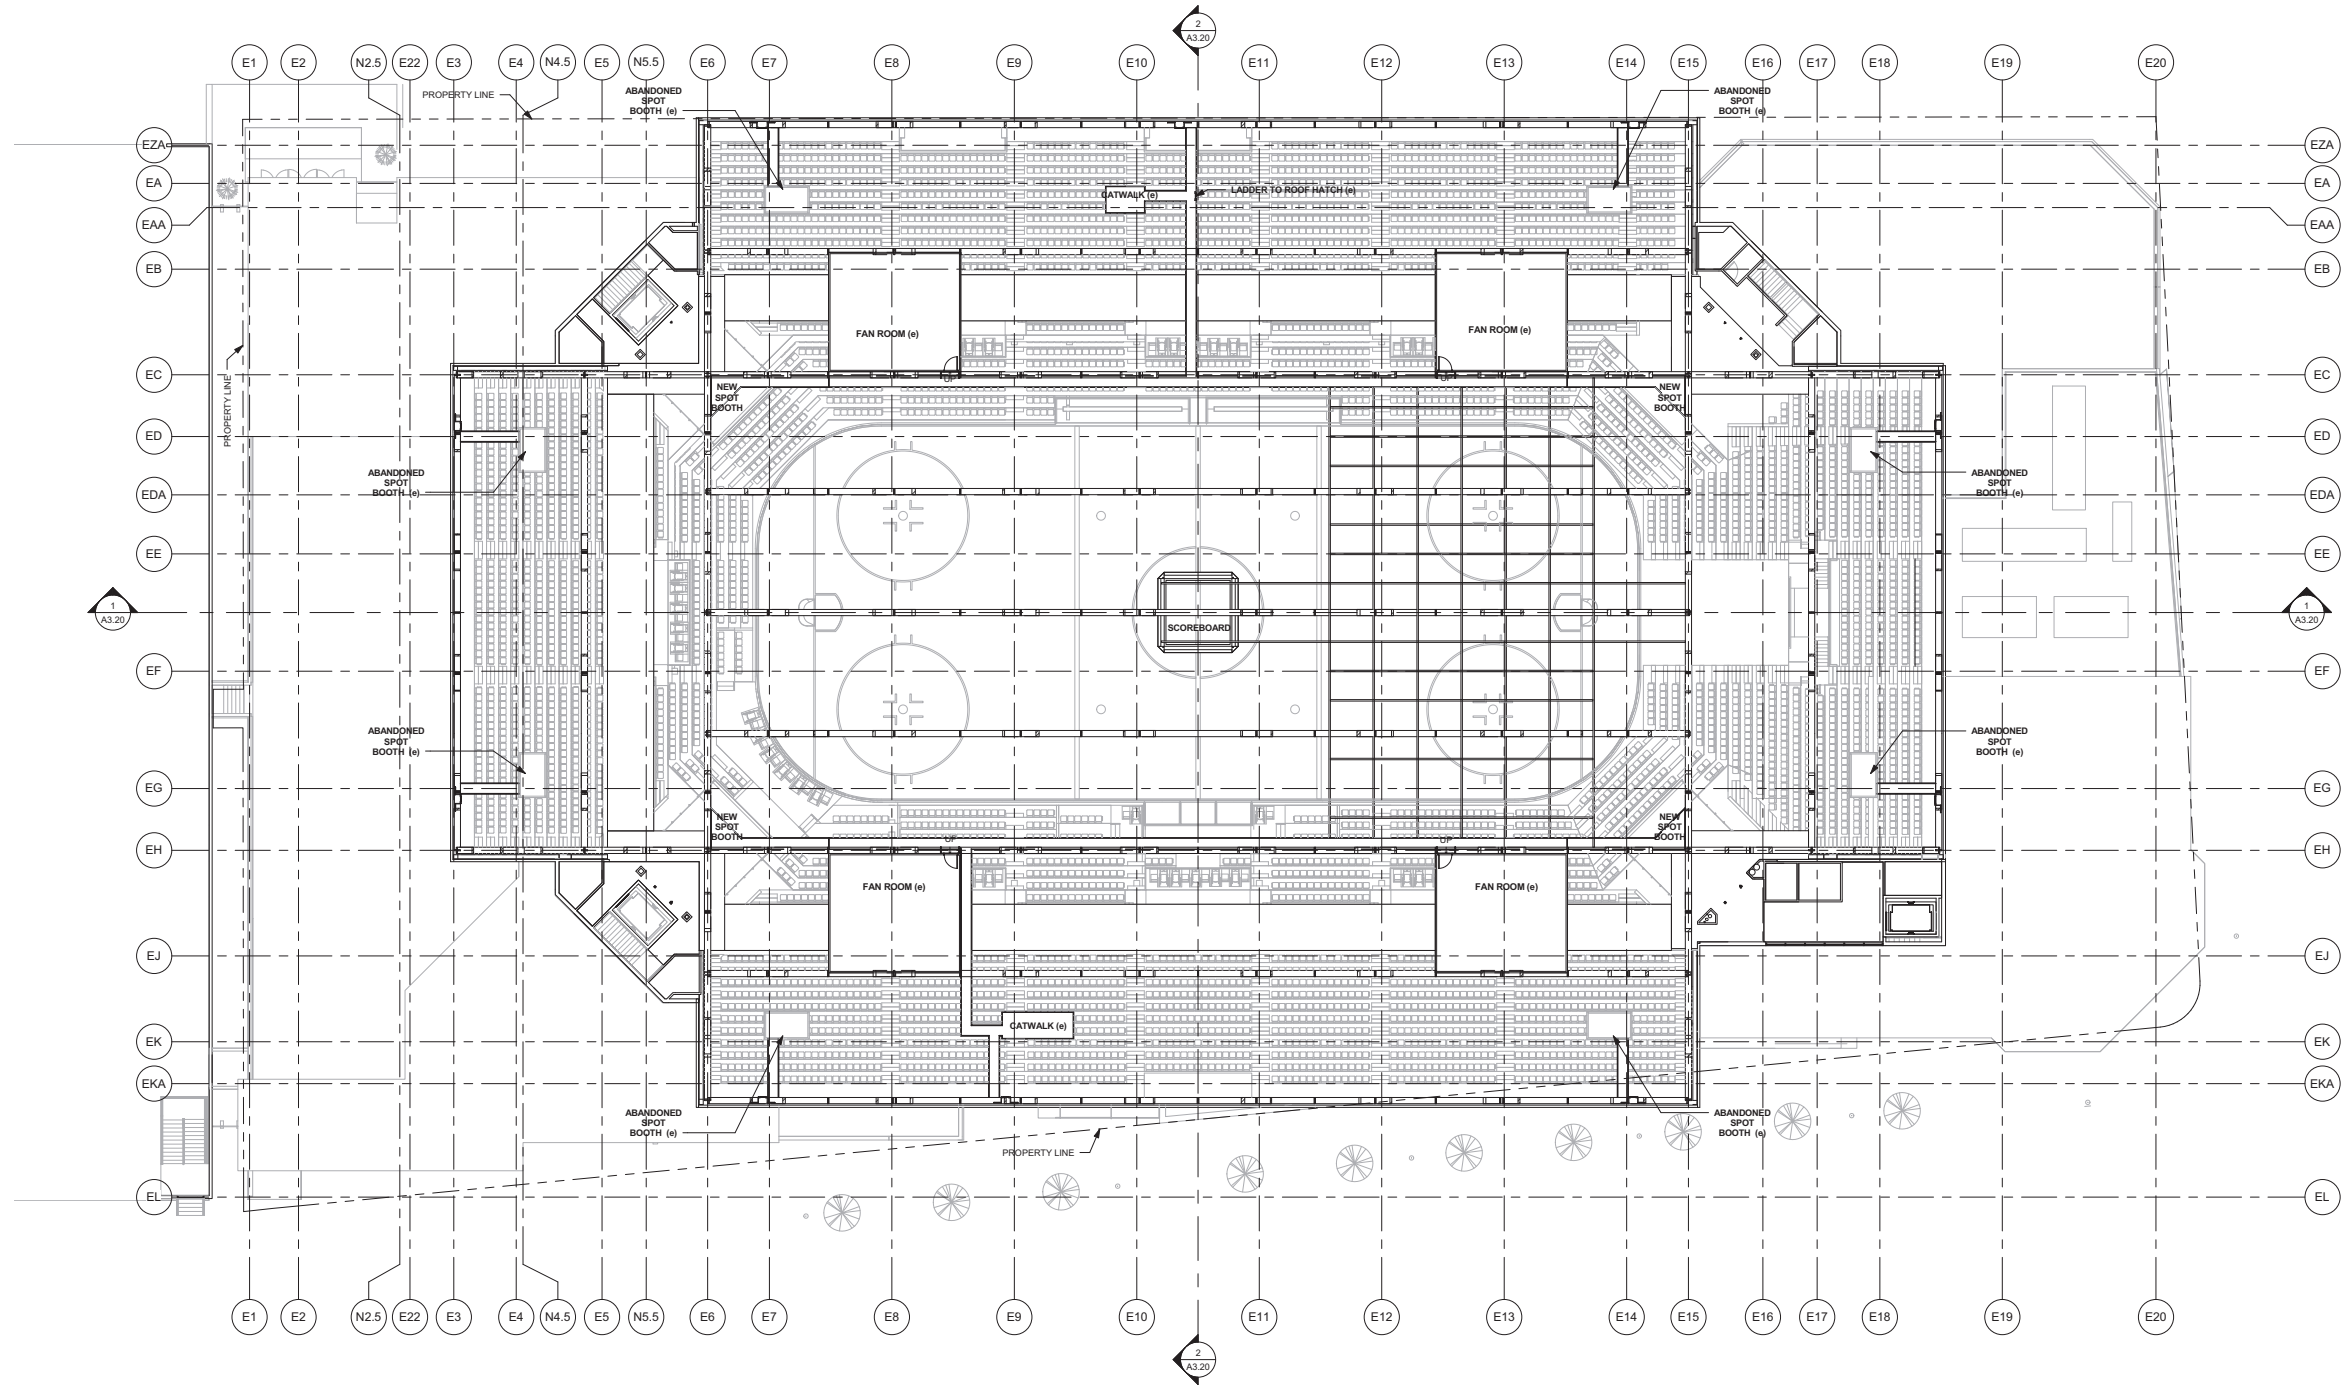 2
A3.20
E1 E2 N2.5 E22 E3 E4 N4.5 E5 N5.5 E6 E7 E8 E9 E10 E11 E12 E13 E14 E15 E16 E17 E18 E19 E20
PROPERTY LINE
ABANDONED
SPOT
BOOTH (e)
ABANDONED
SPOT
BOOTH (e)
EZA
EZA
EA
EA
CATWALK (e)
LADDER TO ROOF HATCH (e)
EAA
EAA
EB
EB
FAN ROOM (e)
FAN ROOM (e)
PROPERTY LINE
EC
EC
UP
UP
NEW
SPOT
BOOTH
NEW
SPOT
BOOTH
ED
ED
ABANDONED
SPOT
BOOTH (e)
ABANDONED
SPOT
BOOTH (e)
EDA
EDA
EE
EE
1
A3.20
1
A3.20
SCOREBOARD
EF
EF
ABANDONED
SPOT
BOOTH (e)
ABANDONED
SPOT
BOOTH (e)
EG
EG
NEW
SPOT
BOOTH
NEW
SPOT
BOOTH
UP
UP
EH
EH
FAN ROOM (e)
FAN ROOM (e)
EJ
EJ
CATWALK (e)
EK
EK
EKA
EKA
ABANDONED
SPOT
BOOTH (e)
ABANDONED
SPOT
BOOTH (e)
PROPERTY LINE
EL
EL
E1 E2 N2.5 E22 E3 E4 N4.5 E5 N5.5 E6 E7 E8 E9 E10 E11 E12 E13 E14 E15 E16 E17 E18 E19 E20
2
A3.20